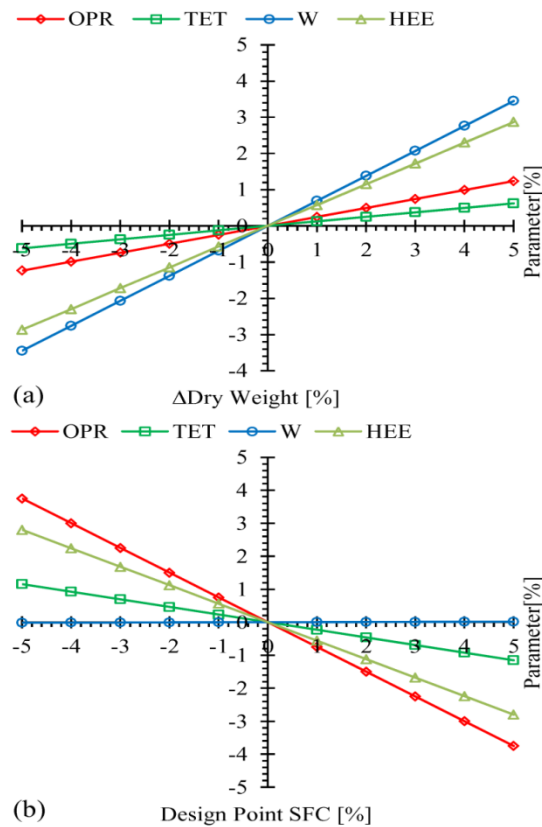 OPR TET W HEE
5
4
3
2
1
0
-5 -4 -3 -2 -1 0 1 2 3 4 5
-1
-2
-3
-4
Parameter[%]
(a) ΔDry Weight [%]
OPR TET W HEE
5
4
3
2
1
0
-5 -4 -3 -2 -1 0 1 2 3 4 5
-1
-2
-3
-4
-5
Parameter[%]
(b) Design Point SFC [%]